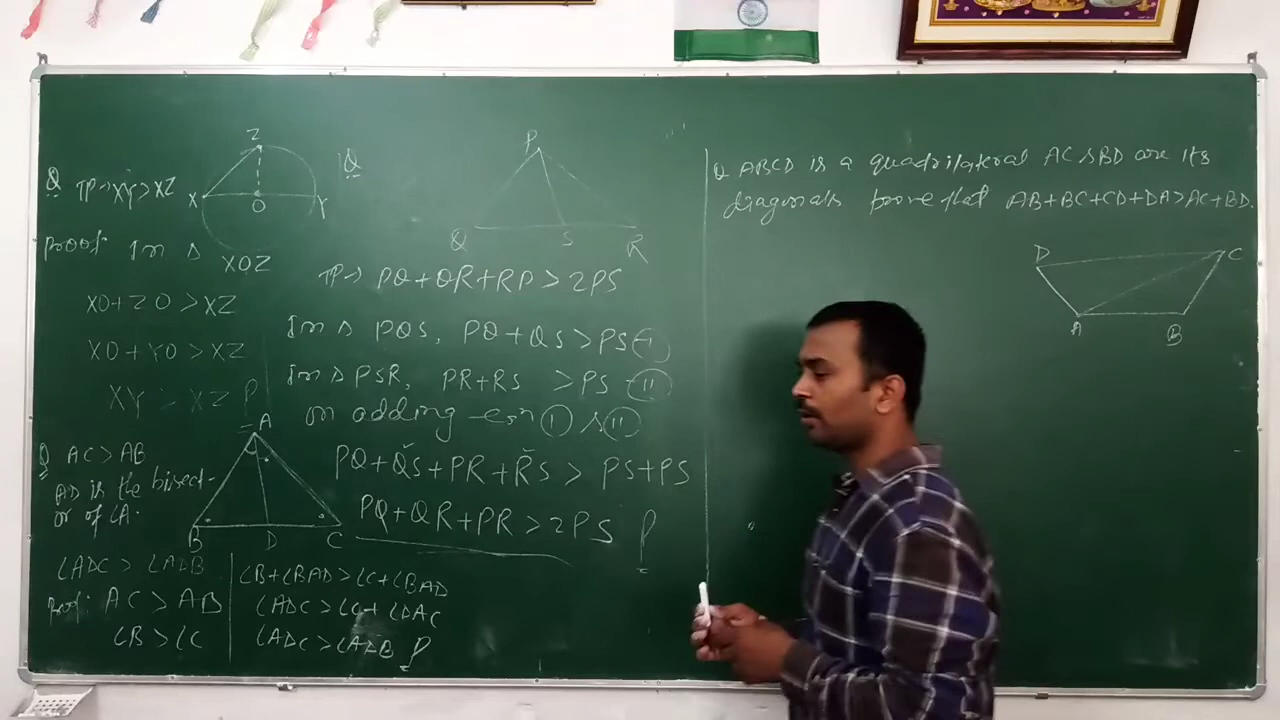 Z
X
O
Y
Q TP→ XY>XZ
Proof: In Δ XOZ
XO+ZO>XZ
XO+YO>XZ
XY>XZ P
Q AC>AB
AD is the bisect-
or of ∠A.
A
B D C
∠ADC>∠ADB
Proof: AC>AB
∠B>∠C
∠B+∠BAD>∠C+∠BAD
∠ADC>∠C+∠DAC
∠ADC>∠ADB P
Q
P
Q S R
TP→ PQ+QR+RP>2PS
In Δ PQS, PQ+QS>PS-(I)
In Δ PSR, PR+RS >PS-(II)
on adding eqn (I) & (II)
PQ+QS+PR+RS > PS+PS
PQ+QR+PR>2PS P
Q ABCD is a quadrilateral AC & BD are its
diagonals prove that AB+BC+CD+DA>AC+BD.
D C
A B